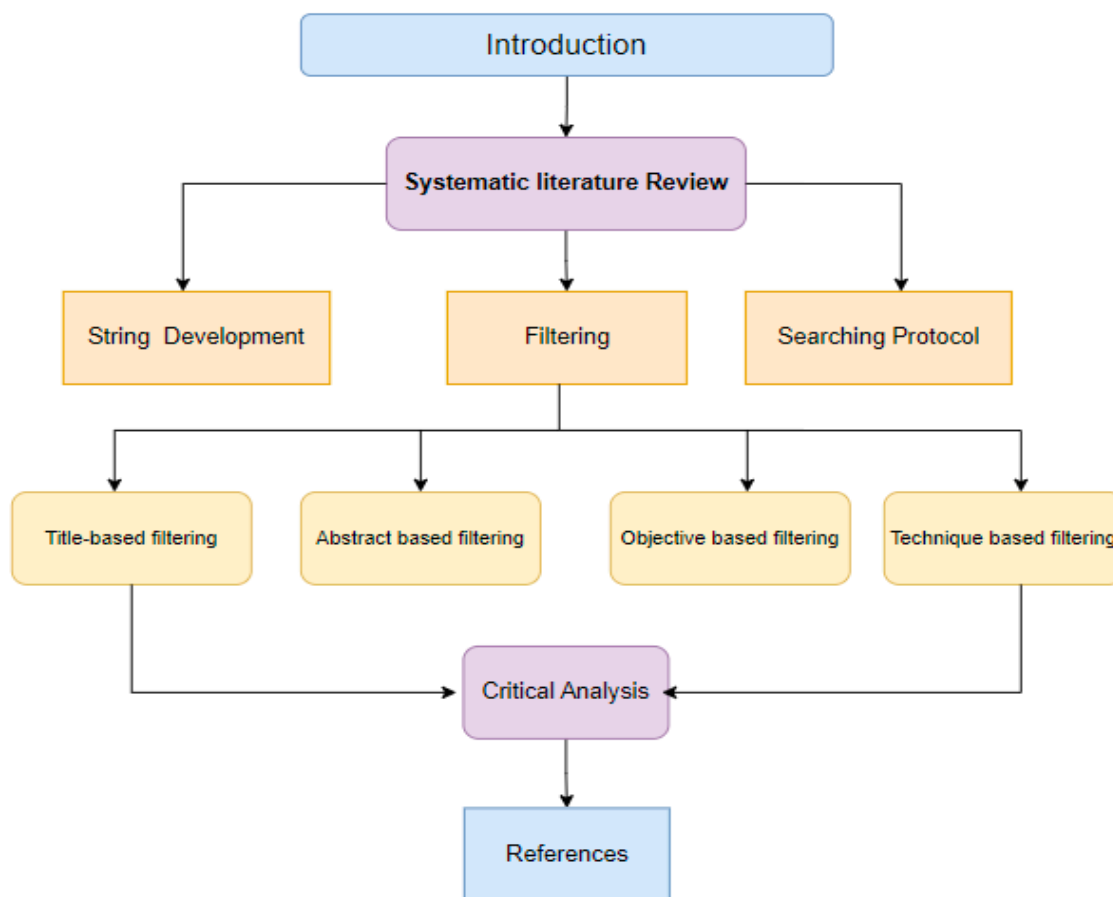 Introduction
Systematic literature Review
String Development
Filtering
Searching Protocol
Title-based filtering
Abstract based filtering
Objective based filtering
Technique based filtering
Critical Analysis
References